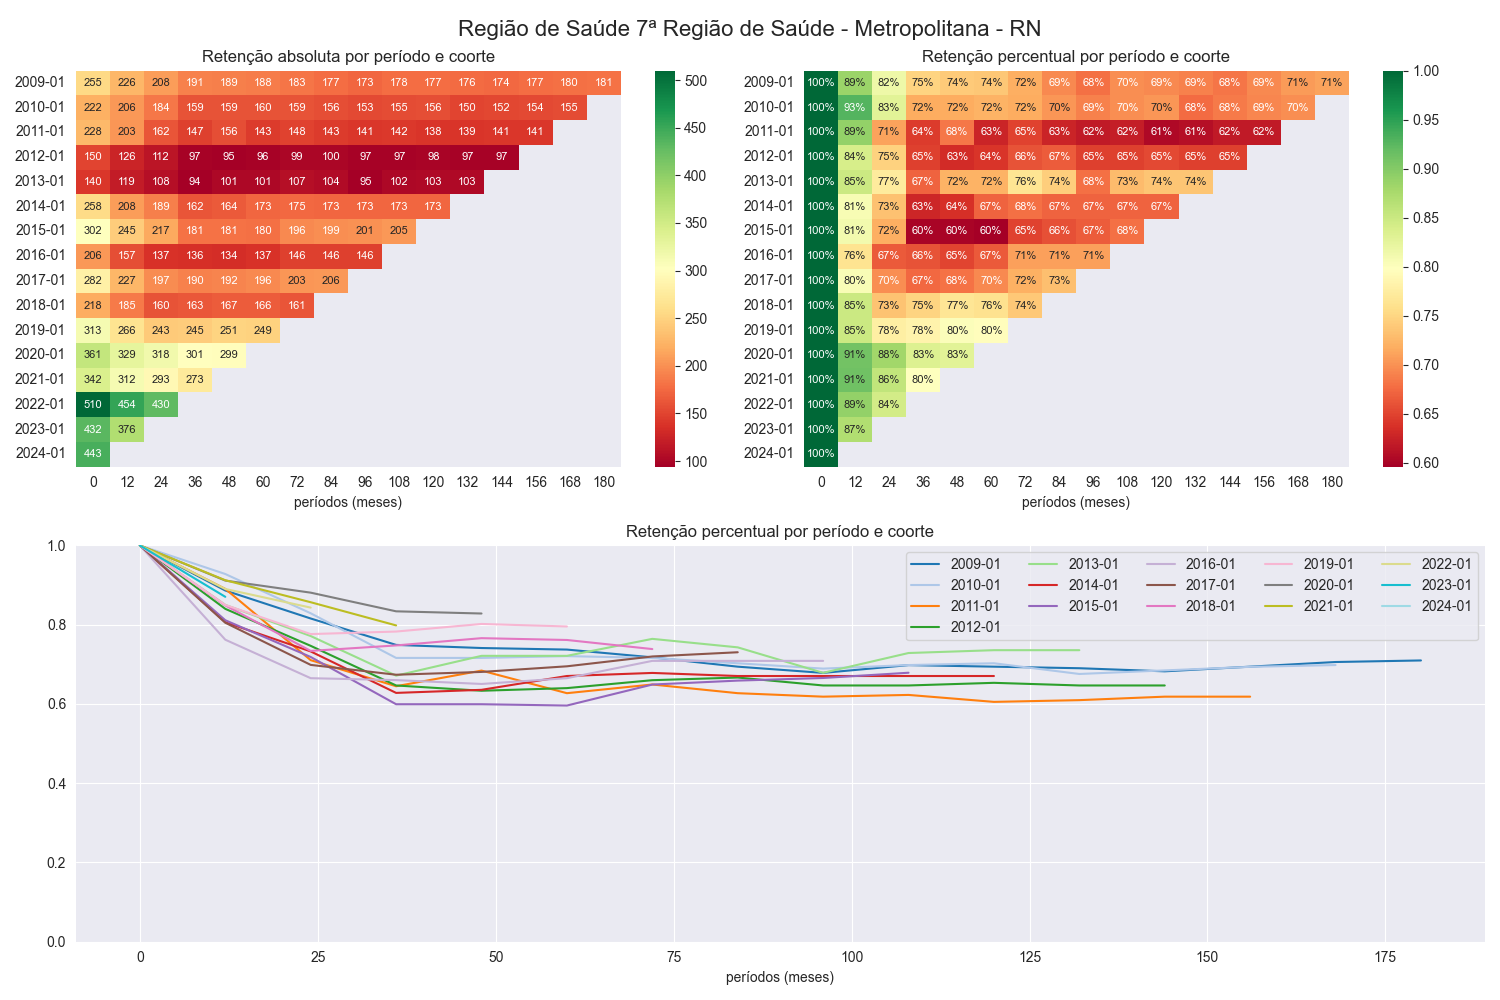 Região de Saúde 7ª Região de Saúde - Metropolitana - RN
Retenção absoluta por período e coorte
2009-01 255 226 208 191 189 188 183 177 173 178 177 176 174 177 180 181
2010-01 222 206 184 159 159 160 159 156 153 155 156 150 152 154 155
2011-01 228 203 162 147 156 143 148 143 141 142 138 139 141 141
2012-01 150 126 112 97 95 96 99 100 97 97 98 97 97
2013-01 140 119 108 94 101 101 107 104 95 102 103 103
2014-01 258 208 189 162 164 173 175 173 173 173 173
2015-01 302 245 217 181 181 180 196 199 201 205
2016-01 206 157 137 136 134 137 146 146 146
2017-01 282 227 197 190 192 196 203 206
2018-01 218 185 160 163 167 166 161
2019-01 313 266 243 245 251 249
2020-01 361 329 318 301 299
2021-01 342 312 293 273
2022-01 510 454 430
2023-01 432 376
2024-01 443
0 12 24 36 48 60 72 84 96 108 120 132 144 156 168 180
períodos (meses)
500
450
400
350
300
250
200
150
100
Retenção percentual por período e coorte
2009-01 100% 89% 82% 75% 74% 74% 72% 69% 68% 70% 69% 69% 68% 69% 71% 71%
2010-01 100% 93% 83% 72% 72% 72% 72% 70% 69% 70% 70% 68% 68% 69% 70%
2011-01 100% 89% 71% 64% 68% 63% 65% 63% 62% 62% 61% 61% 62% 62%
2012-01 100% 84% 75% 65% 63% 64% 66% 67% 65% 65% 65% 65% 65%
2013-01 100% 85% 77% 67% 72% 72% 76% 74% 68% 73% 74% 74%
2014-01 100% 81% 73% 63% 64% 67% 68% 67% 67% 67% 67%
2015-01 100% 81% 72% 60% 60% 60% 65% 66% 67% 68%
2016-01 100% 76% 67% 66% 65% 67% 71% 71% 71%
2017-01 100% 80% 70% 67% 68% 70% 72% 73%
2018-01 100% 85% 73% 75% 77% 76% 74%
2019-01 100% 85% 78% 78% 80% 80%
2020-01 100% 91% 88% 83% 83%
2021-01 100% 91% 86% 80%
2022-01 100% 89% 84%
2023-01 100% 87%
2024-01 100%
0 12 24 36 48 60 72 84 96 108 120 132 144 156 168 180
períodos (meses)
1.00
0.95
0.90
0.85
0.80
0.75
0.70
0.65
0.60
Retenção percentual por período e coorte
1.0
0.8
0.6
0.4
0.2
0.0
2009-01 2013-01 2016-01 2019-01 2022-01
2010-01 2014-01 2017-01 2020-01 2023-01
2011-01 2015-01 2018-01 2021-01 2024-01
2012-01
0 25 50 75 100 125 150 175
períodos (meses)